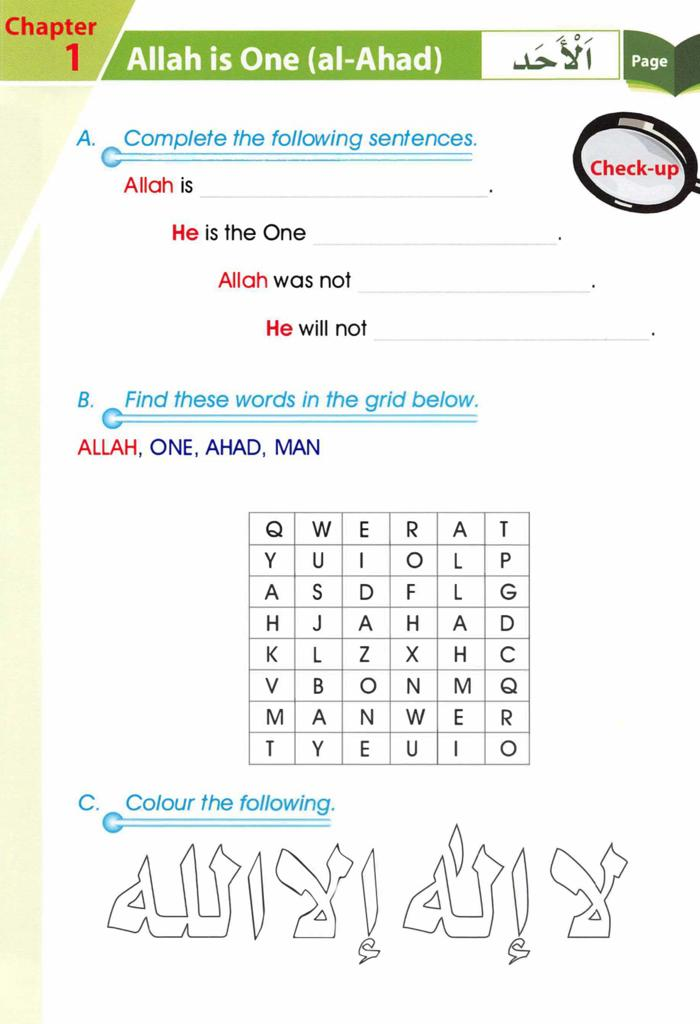 Chapter
1
Allah is One (al-Ahad)
اَلْأَحَد
Page
A. Complete the following sentences.
Check-up
Allah is .
He is the One .
Allah was not .
He will not .
B. Find these words in the grid below.
ALLAH, ONE, AHAD, MAN
Q W E R A T
Y U I O L P
A S D F L G
H J A H A D
K L Z X H C
V B O N M Q
M A N W E R
T Y E U I O
C. Colour the following.
لا إله إلا الله